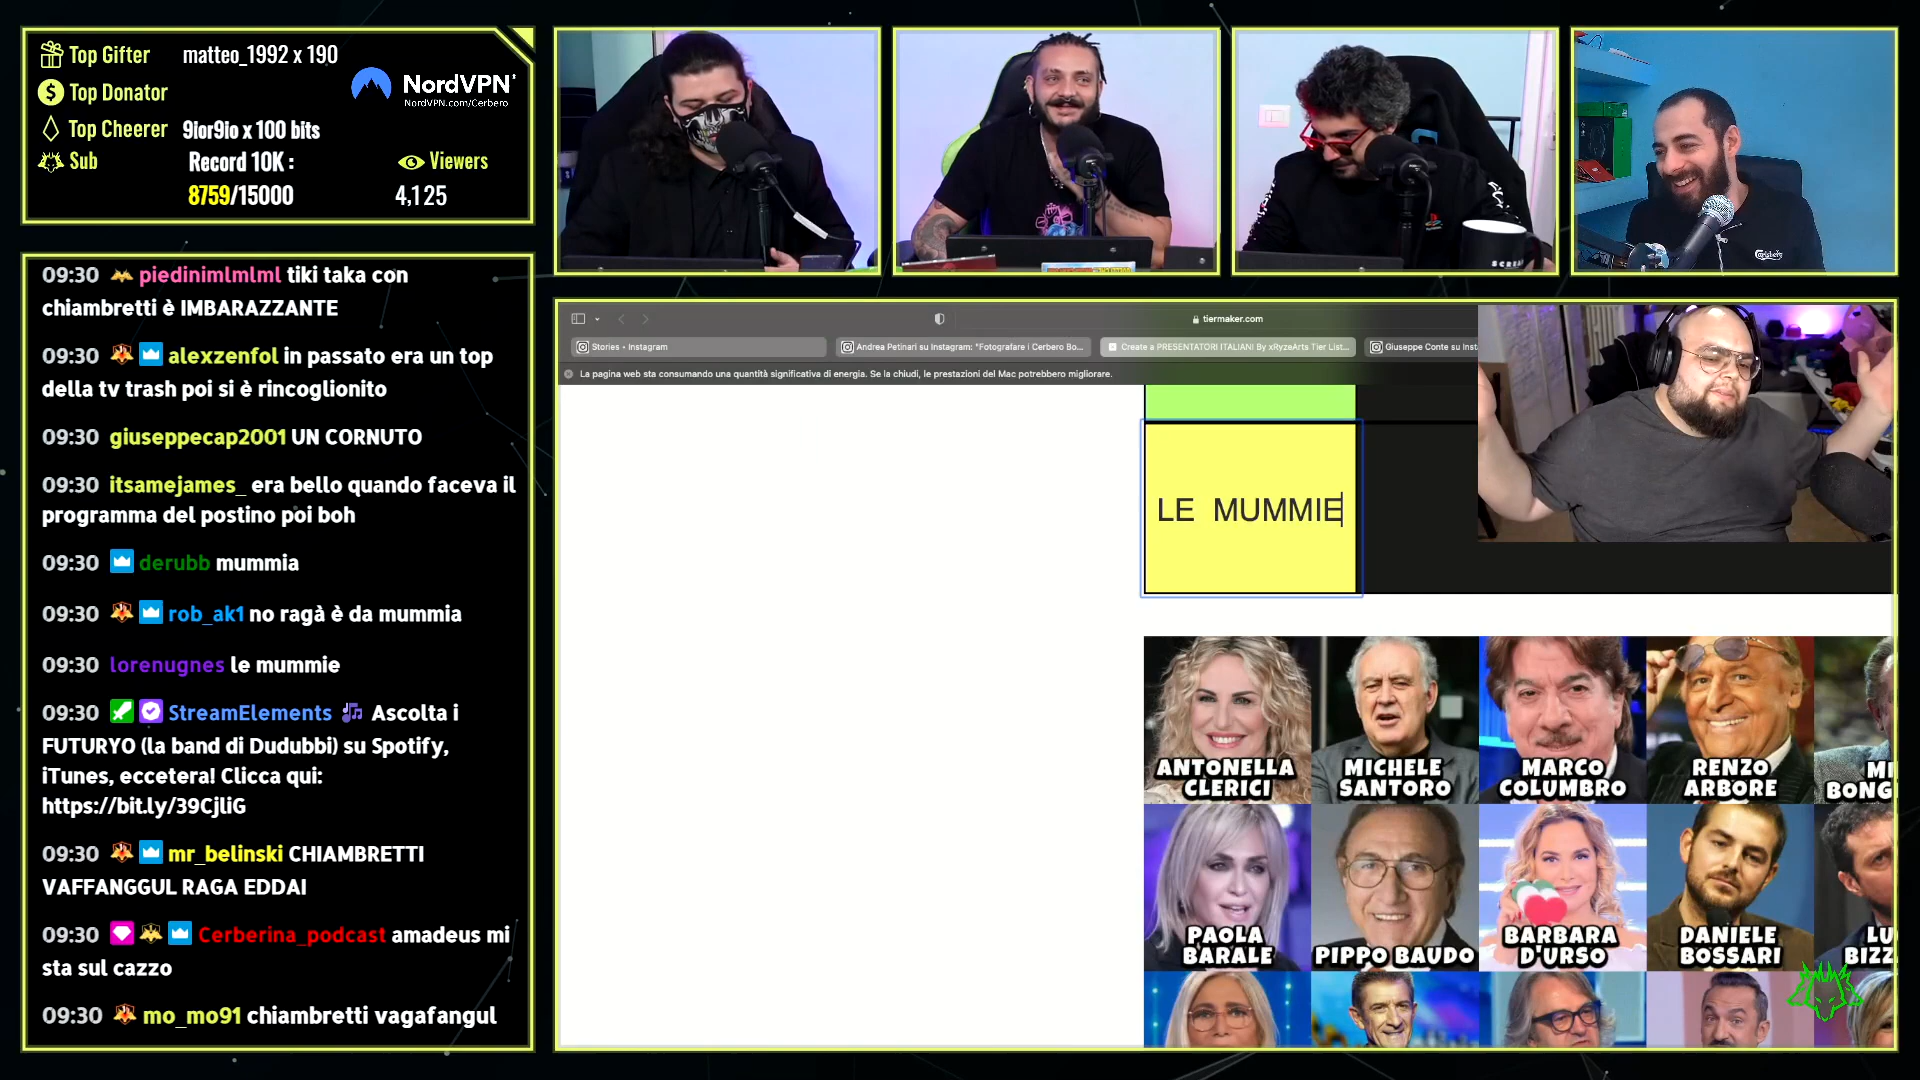 Top Gifter matteo_1992 x 190
Top Donator
Top Cheerer 9lor9lo x 100 bits
Sub Record 10K : Viewers
8759/15000 4,125
NordVPN
NordVPN.com/Cerbero
09:30 piedinimlmlml tiki taka con
chiambretti è IMBARAZZANTE
09:30 alexzenfol in passato era un top
della tv trash poi si è rincoglionito
09:30 giuseppecap2001 UN CORNUTO
09:30 itsamejames_ era bello quando faceva il
programma del postino poi boh
09:30 derubb mummia
09:30 rob_ak1 no ragà è da mummia
09:30 lorenugnes le mummie
09:30 StreamElements Ascolta i
FUTURYO (la band di Dudubbi) su Spotify,
iTunes, eccetera! Clicca qui:
https://bit.ly/39CjliG
09:30 mr_belinski CHIAMBRETTI
VAFFANGGUL RAGA EDDAI
09:30 Cerberina_podcast amadeus mi
sta sul cazzo
09:30 mo_mo91 chiambretti vagafangul
Carlsberg
tiermaker.com
Stories • Instagram
Andrea Petinari su Instagram: "Fotografare i Cerbero Bo...
Create a PRESENTATORI ITALIANI By xRyzeArts Tier List...
Giuseppe Conte su Inst
La pagina web sta consumando una quantità significativa di energia. Se la chiudi, le prestazioni del Mac potrebbero migliorare.
LE MUMMIE
ANTONELLA
CLERICI
MICHELE
SANTORO
MARCO
COLUMBRO
RENZO
ARBORE
MI
BONG
PAOLA
BARALE
PIPPO BAUDO
BARBARA
D'URSO
DANIELE
BOSSARI
LU
BIZZ